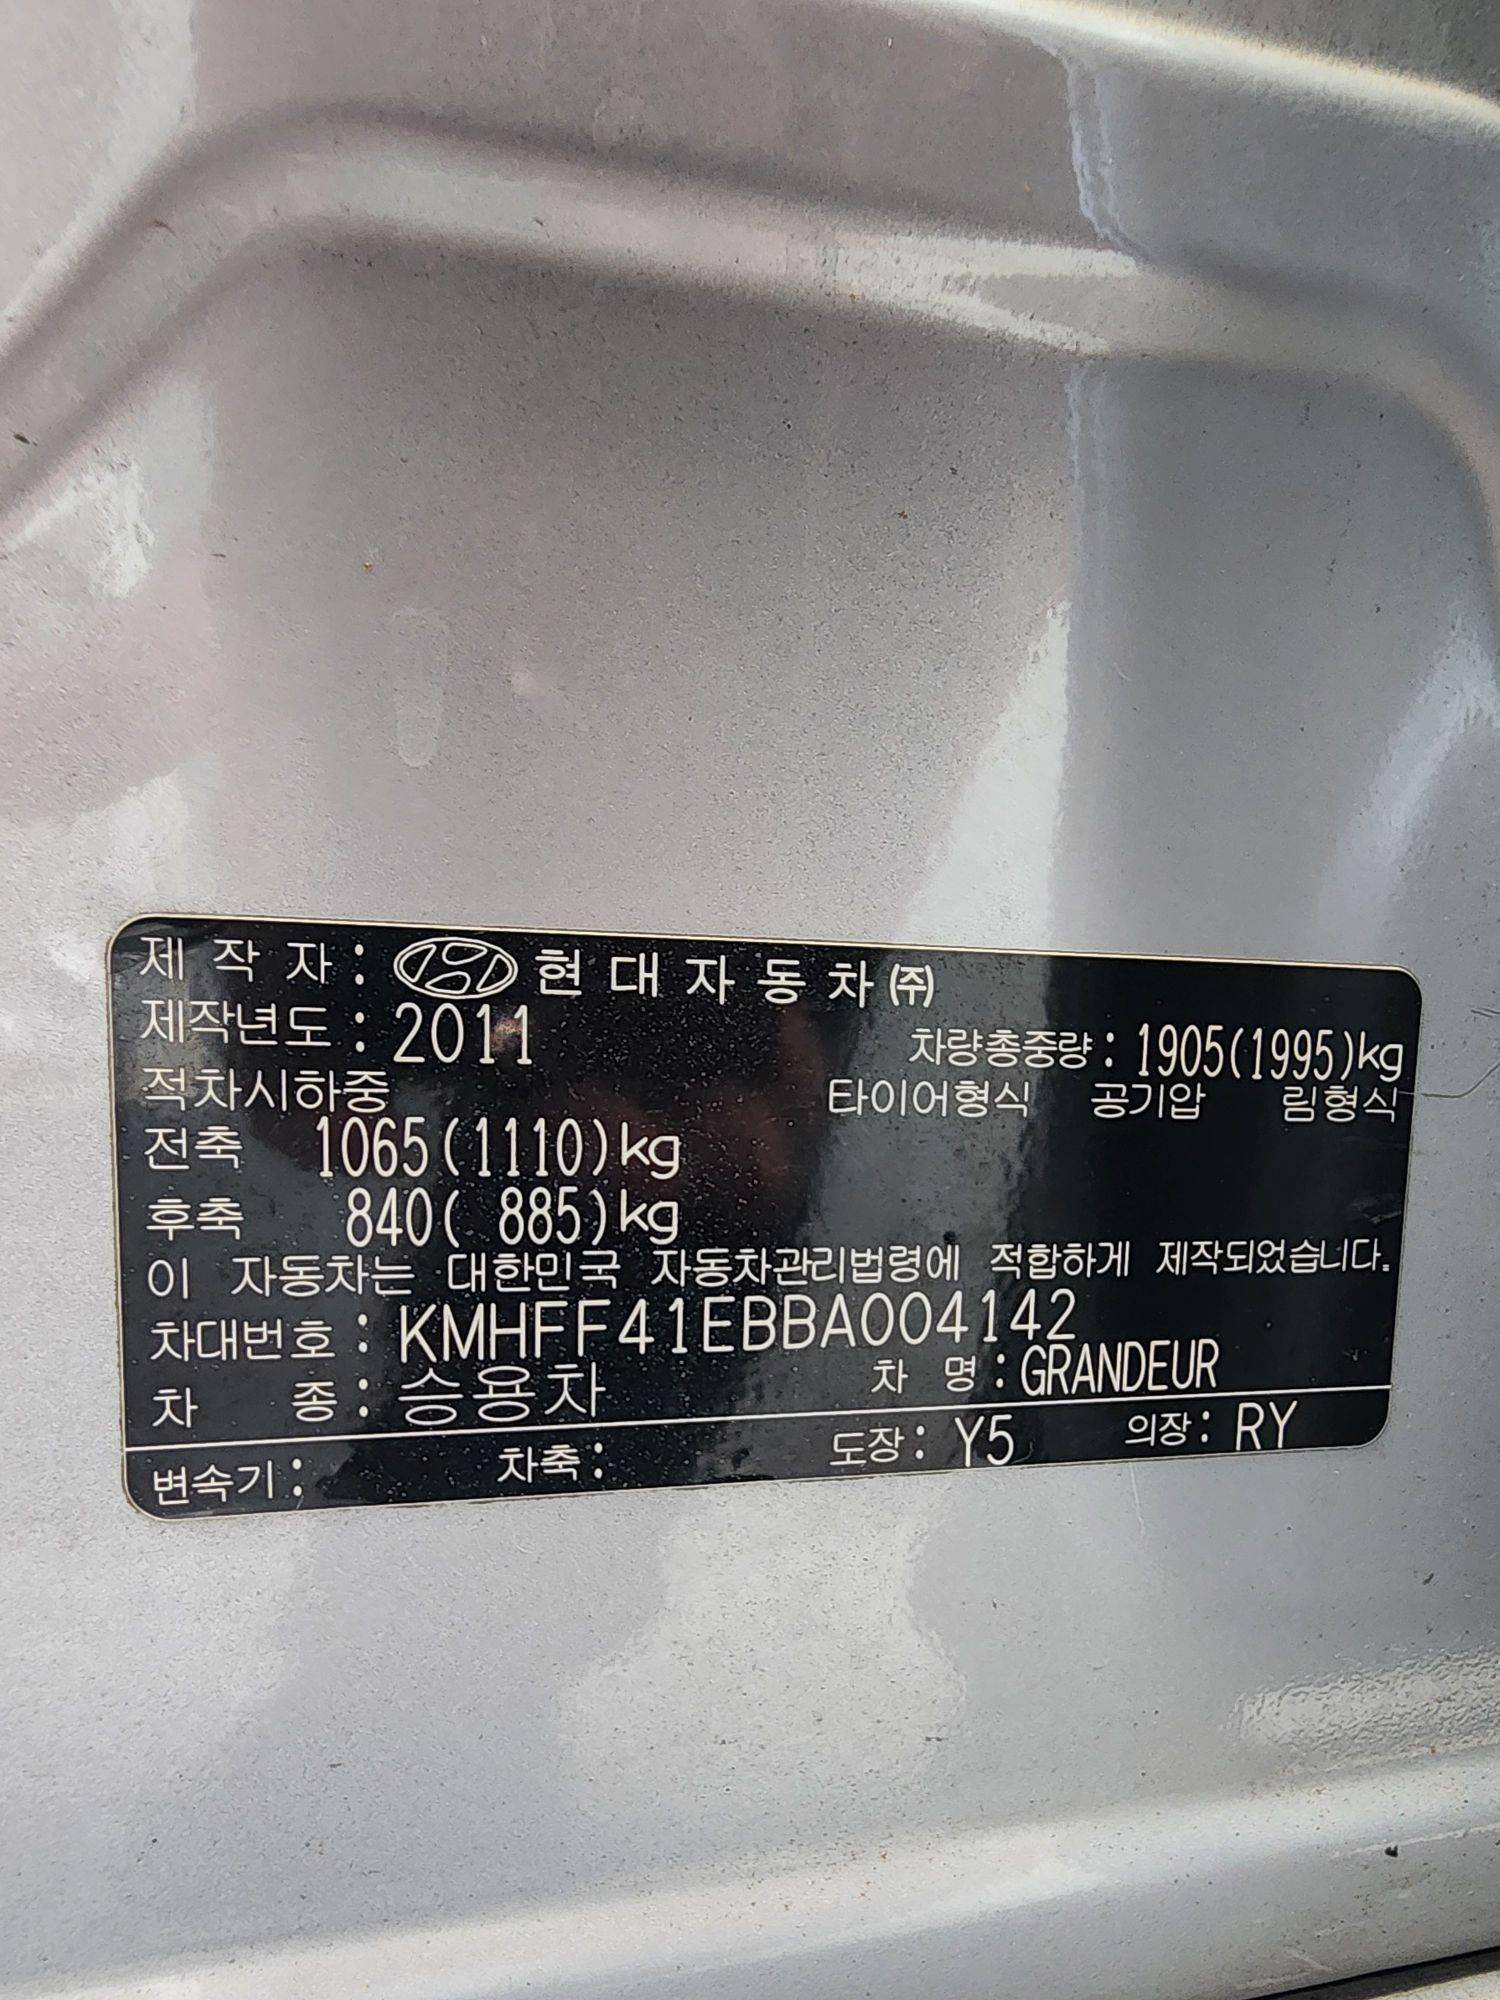 제 작 자 : 현 대 자 동 차 ㈜
제작년도 : 2011
차량총중량 : 1905(1995)kg
적차시하중
타이어형식 공기압 림형식
전축 1065(1110)kg
후축 840( 885)kg
이 자동차는 대한민국 자동차관리법령에 적합하게 제작되었습니다.
차대번호 : KMHFF41EBBA004142
차 종 : 승용차 차 명 : GRANDEUR
변속기 : 차축 : 도장 : Y5 의장 : RY